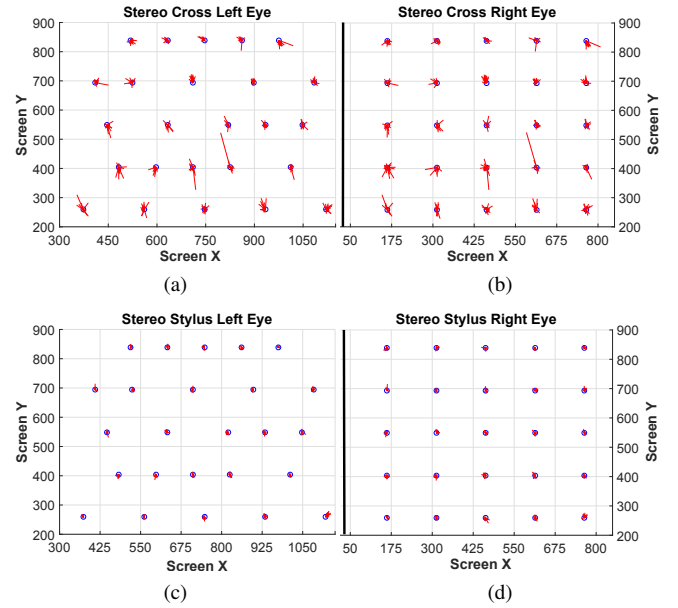 Stereo Cross Left Eye
Stereo Cross Right Eye
900
800
700
600
500
400
300
200
Screen Y
300 450 600 750 900 1050
Screen X
(a)
900
800
700
600
500
400
300
200
Screen Y
50 175 300 425 550 675 800
Screen X
(b)
Stereo Stylus Left Eye
Stereo Stylus Right Eye
900
800
700
600
500
400
300
200
Screen Y
300 425 550 675 800 925 1050
Screen X
(c)
900
800
700
600
500
400
300
200
Screen Y
50 175 300 425 550 675 800
Screen X
(d)